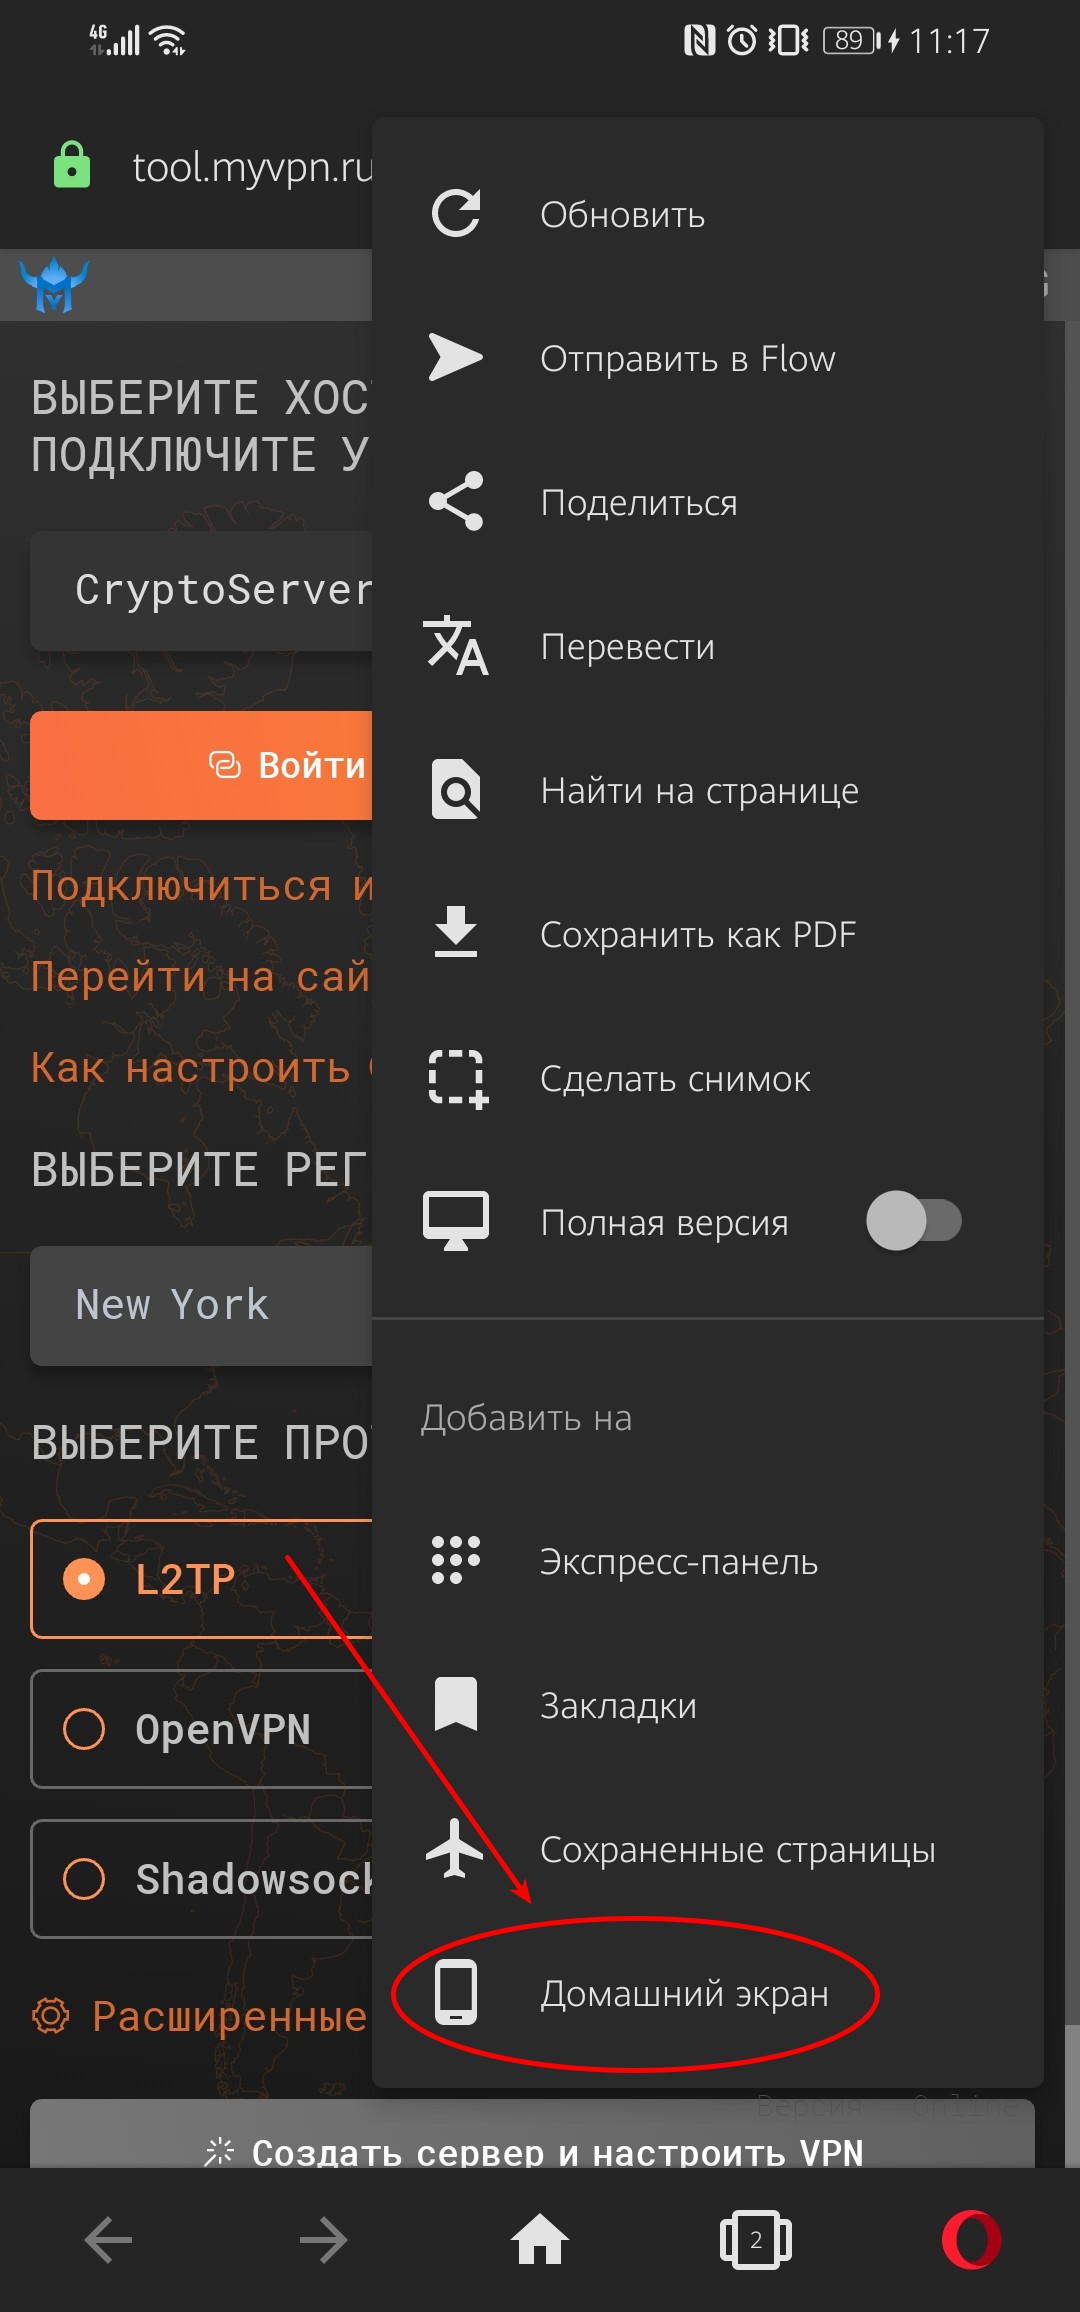 4G
89
11:17
tool.myvpn.ru
Обновить
Отправить в Flow
Поделиться
Перевести
Найти на странице
Сохранить как PDF
Сделать снимок
Полная версия
Добавить на
Экспресс-панель
Закладки
Сохраненные страницы
Домашний экран
ВЫБЕРИТЕ ХОС
ПОДКЛЮЧИТЕ У
CryptoServer
Войти
Подключиться и
Перейти на сай
Как настроить
ВЫБЕРИТЕ РЕГ
New York
ВЫБЕРИТЕ ПРО
L2TP
OpenVPN
Shadowsock
Расширенные
Версия Online
Создать сервер и настроить VPN
2